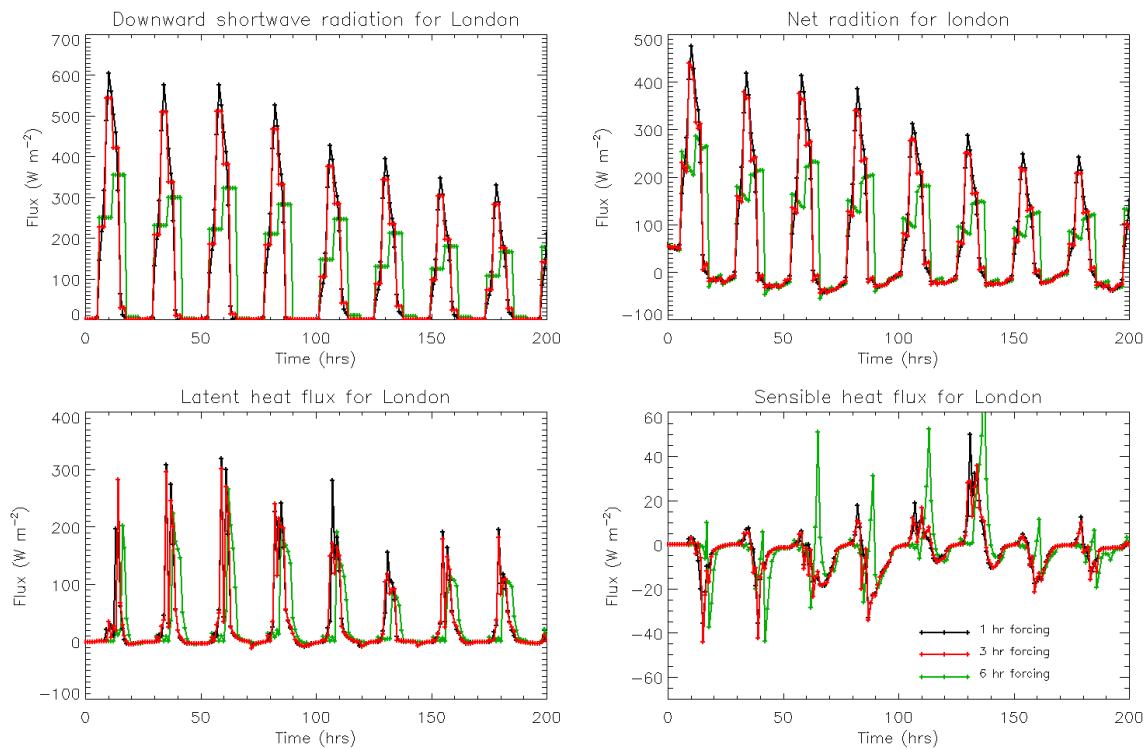 Downward shortwave radiation for London
700
600
500
400
300
200
100
0
Flux (W m⁻²)
0 50 100 150 200
Time (hrs)
Net radition for london
500
400
300
200
100
0
−100
Flux (W m⁻²)
0 50 100 150 200
Time (hrs)
Latent heat flux for London
400
300
200
100
0
−100
Flux (W m⁻²)
0 50 100 150 200
Time (hrs)
Sensible heat flux for London
60
40
20
0
−20
−40
−60
Flux (W m⁻²)
1 hr forcing
3 hr forcing
6 hr forcing
0 50 100 150 200
Time (hrs)